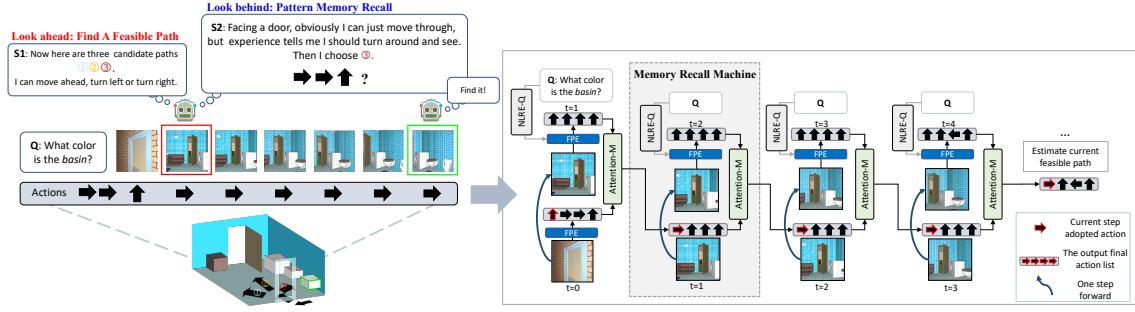 Look behind: Pattern Memory Recall
Look ahead: Find A Feasible Path
S1: Now here are three candidate paths
①②③.
I can move ahead, turn left or turn right.
S2: Facing a door, obviously I can just move through,
but experience tells me I should turn around and see.
Then I choose ③.
?
Find it!
Q: What color
is the basin?
Actions
Q: What color
is the basin?
NLRE-Q
t=1
FPE
Attention-M
FPE
t=0
Memory Recall Machine
Q
NLRE-Q
t=2
FPE
Attention-M
t=1
Q
NLRE-Q
t=3
FPE
Attention-M
t=2
Q
NLRE-Q
t=4
FPE
Attention-M
t=3
...
Estimate current
feasible path
Current step
adopted action
The output final
action list
One step
forward